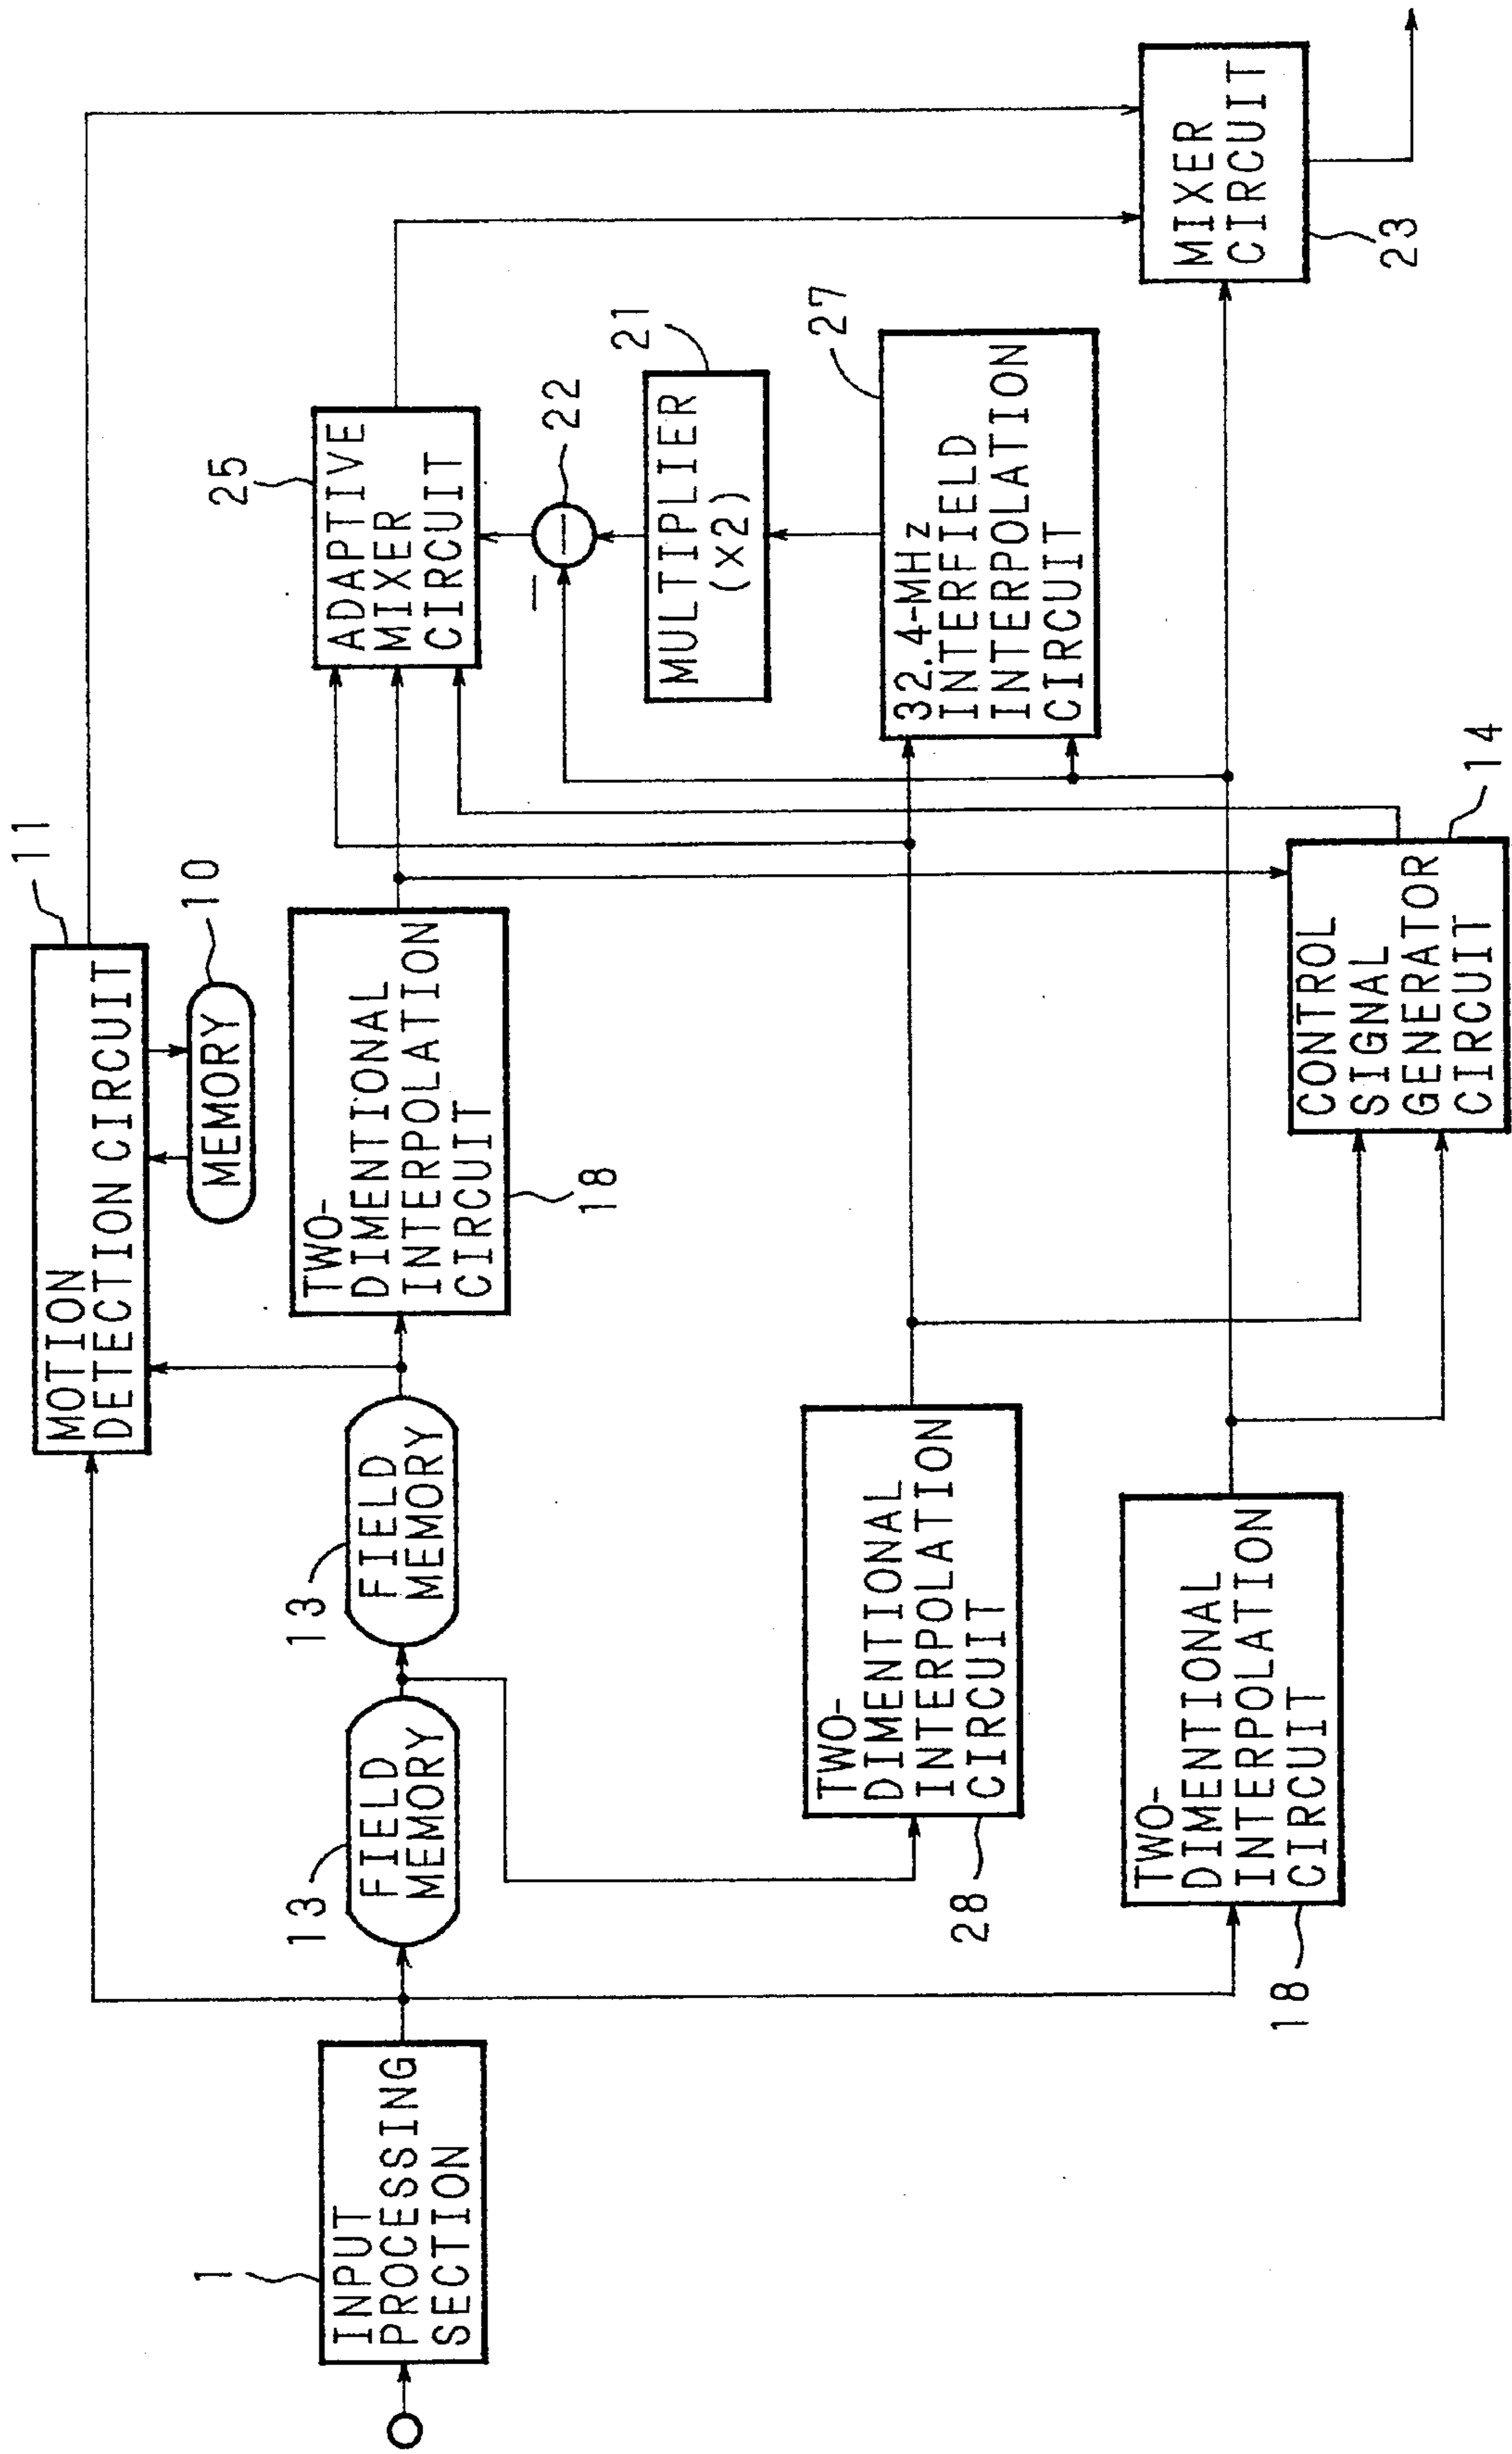 11
MOTION
DETECTION CIRCUIT
10
MEMORY
25
ADAPTIVE
MIXER
CIRCUIT
TWO-
DIMENTIONAL
INTERPOLATION
CIRCUIT
18
13
FIELD
MEMORY
13
FIELD
MEMORY
1
INPUT
PROCESSING
SECTION
−
22
21
MULTIPLIER
(×2)
27
32.4-MHz
INTERFIELD
INTERPOLATION
CIRCUIT
TWO-
DIMENTIONAL
INTERPOLATION
CIRCUIT
28
MIXER
CIRCUIT
23
TWO-
DIMENTIONAL
INTERPOLATION
CIRCUIT
18
14
CONTROL
SIGNAL
GENERATOR
CIRCUIT